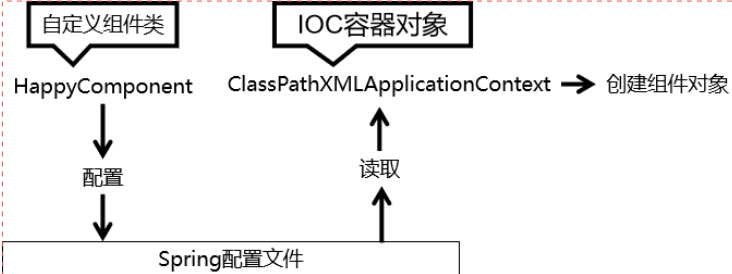 自定义组件类
IOC容器对象
HappyComponent
ClassPathXMLApplicationContext
创建组件对象
配置
读取
Spring配置文件